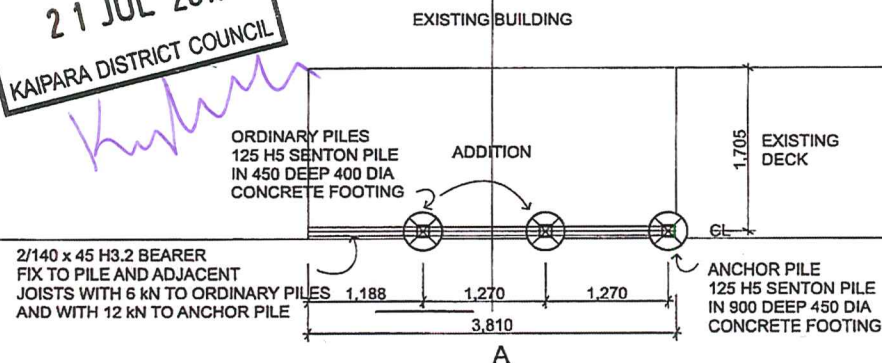 21 JUL
KAIPARA DISTRICT COUNCIL
EXISTING BUILDING
ORDINARY PILES
125 H5 SENTON PILE
IN 450 DEEP 400 DIA
CONCRETE FOOTING
ADDITION
1,705
EXISTING
DECK
CL
2/140 x 45 H3.2 BEARER
FIX TO PILE AND ADJACENT
JOISTS WITH 6 kN TO ORDINARY PILES
AND WITH 12 kN TO ANCHOR PILE
1,188
1,270
1,270
3,810
ANCHOR PILE
125 H5 SENTON PILE
IN 900 DEEP 450 DIA
CONCRETE FOOTING
A